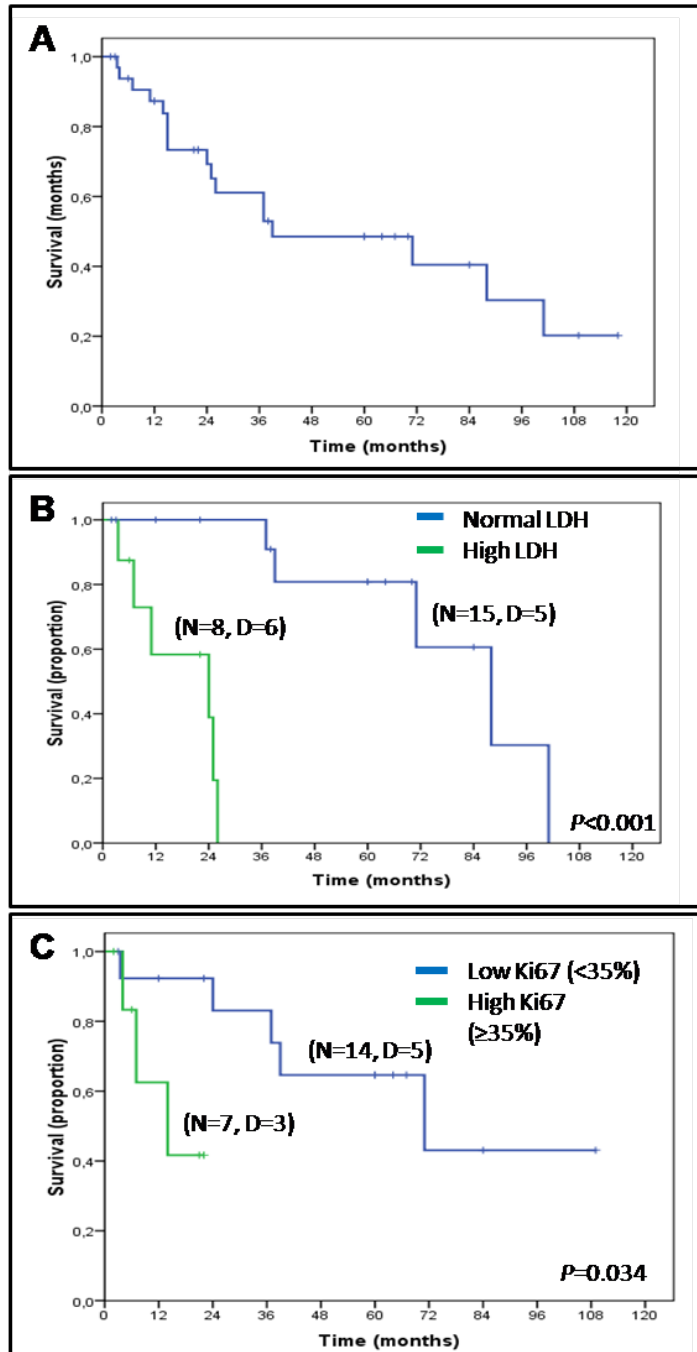 A
1,0
0,8
0,6
0,4
0,2
0,0
Survival (months)
0 12 24 36 48 60 72 84 96 108 120
Time (months)
B
Normal LDH
High LDH
1,0
0,8
0,6
0,4
0,2
0,0
Survival (proportion)
(N=8, D=6)
(N=15, D=5)
P<0.001
0 12 24 36 48 60 72 84 96 108 120
Time (months)
C
Low Ki67 (<35%)
High Ki67
(≥35%)
1,0
0,8
0,6
0,4
0,2
0,0
Survival (proportion)
(N=14, D=5)
(N=7, D=3)
P=0.034
0 12 24 36 48 60 72 84 96 108 120
Time (months)